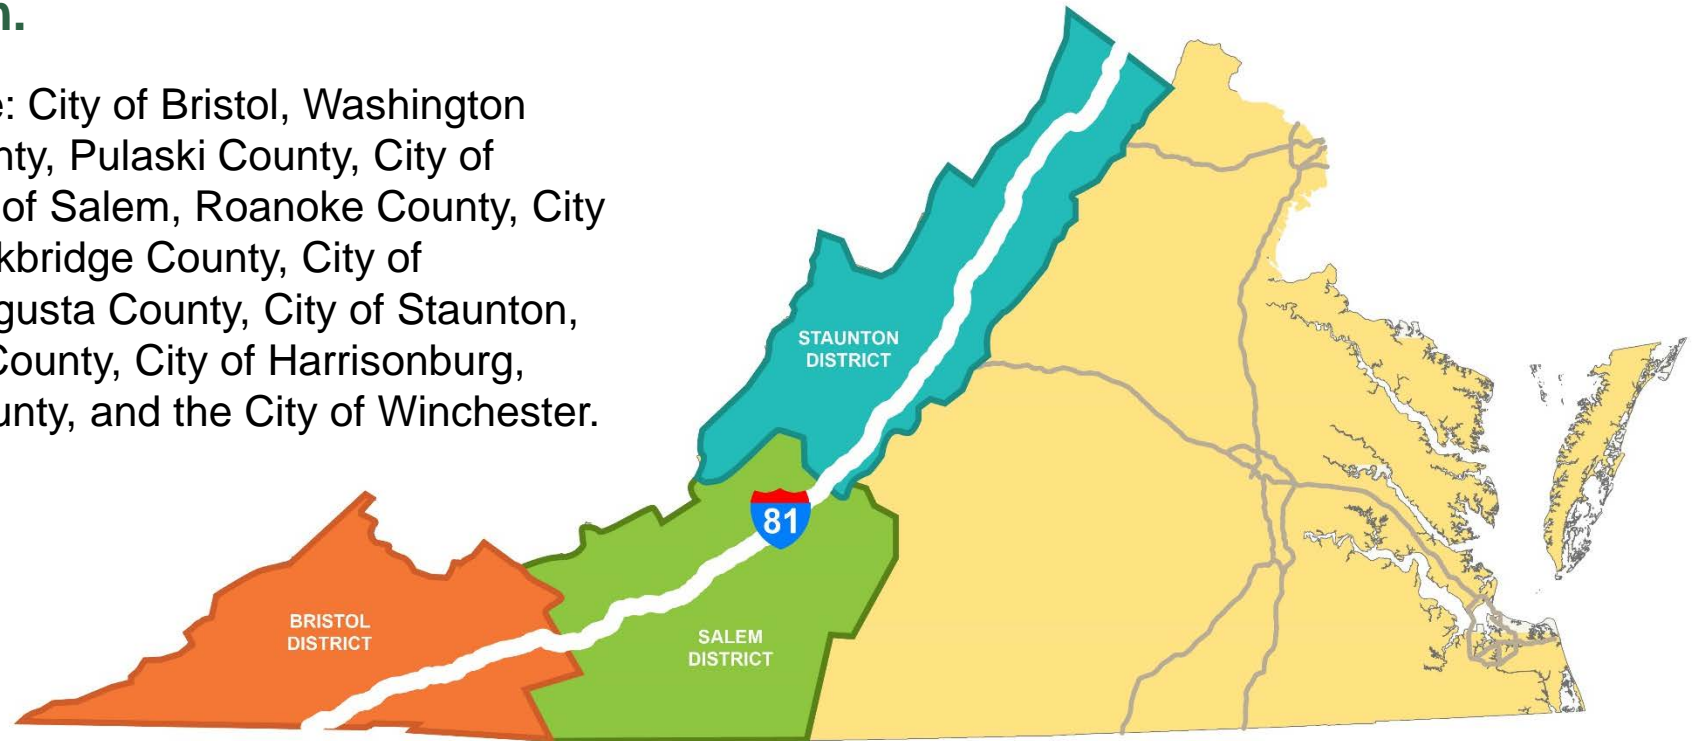 n.
e: City of Bristol, Washington
nty, Pulaski County, City of
of Salem, Roanoke County, City
kbridge County, City of
gusta County, City of Staunton,
County, City of Harrisonburg,
unty, and the City of Winchester.
STAUNTON
DISTRICT
81
BRISTOL
DISTRICT
SALEM
DISTRICT